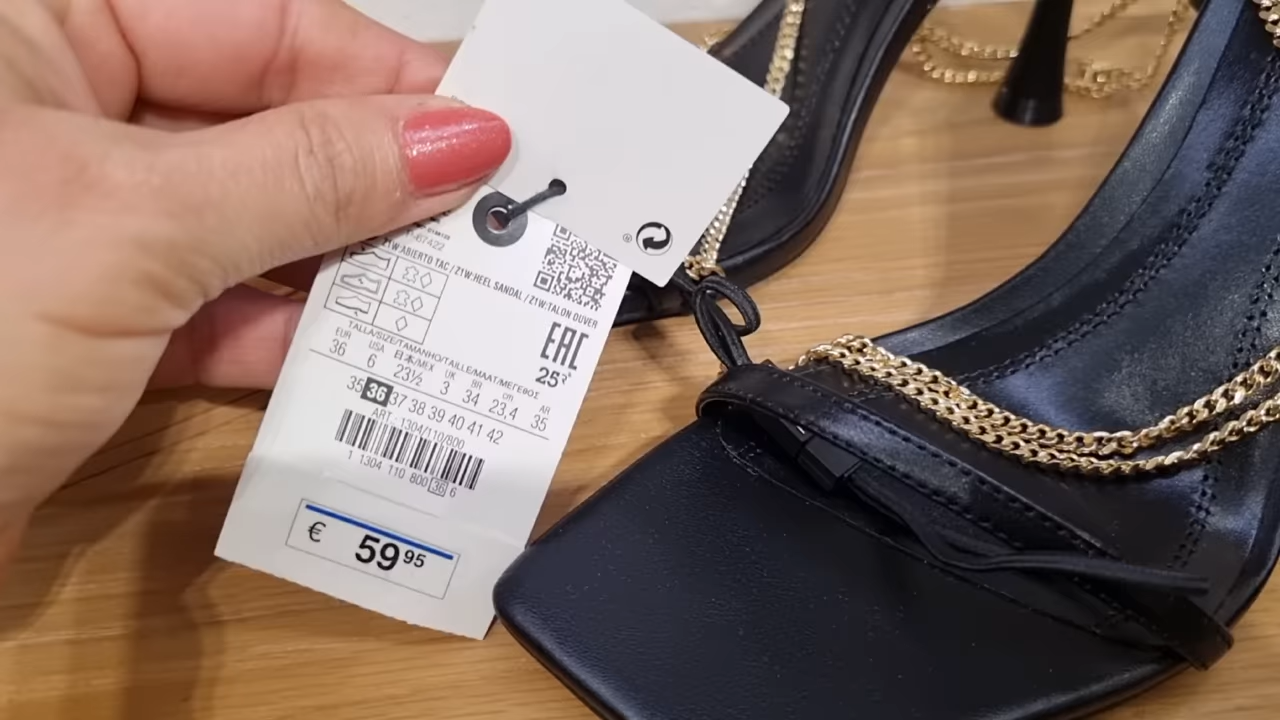 -67422
Z1W:ABIERTO TAC / Z1W:HEEL SANDAL / Z1W:TALON OUVER
TALLA/SIZE/TAMANHO/TAILLE/MAAT/ΜΕΓΕΘΟΣ
EUR USA 日本/MEX UK BR cm AR
36 6 23½ 3 34 23,4 35
EAC
25
35 36 37 38 39 40 41 42
ART. 1304/110/800
1 1304 110 800 36 6
€ 59 95